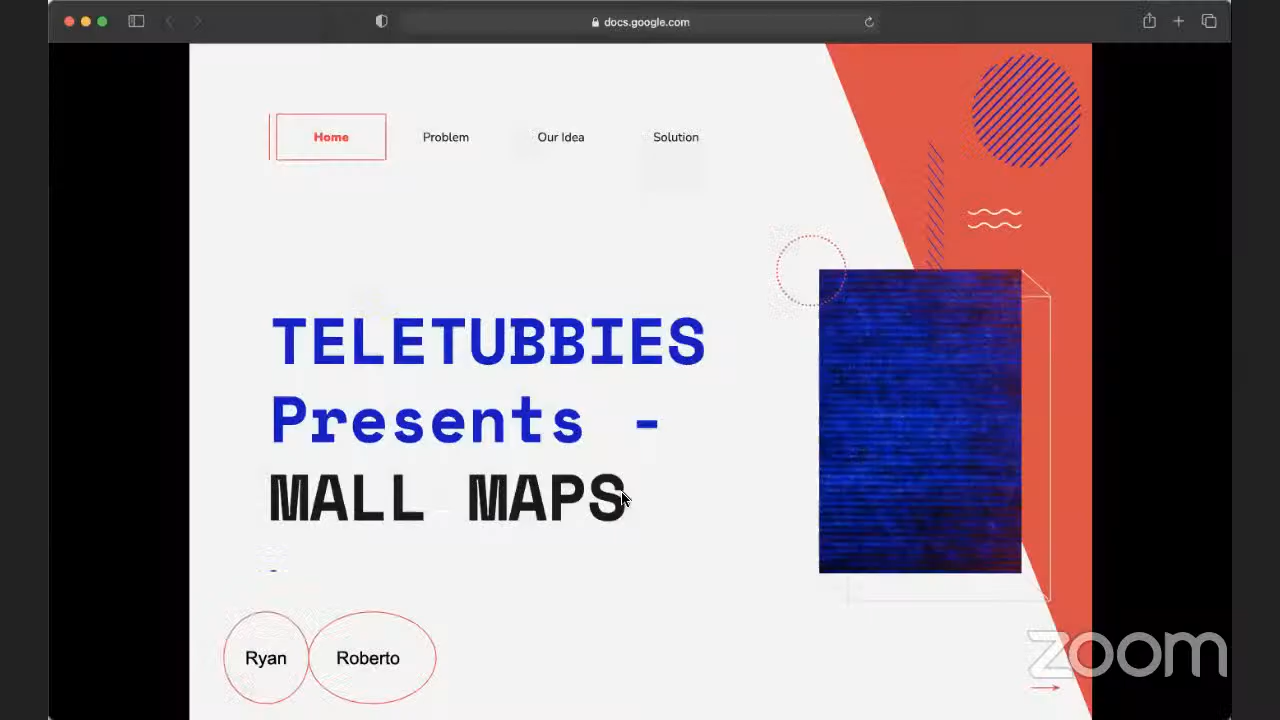 docs.google.com
Home Problem Our Idea Solution
TELETUBBIES
Presents -
MALL MAPS
-
Ryan Roberto
zoom